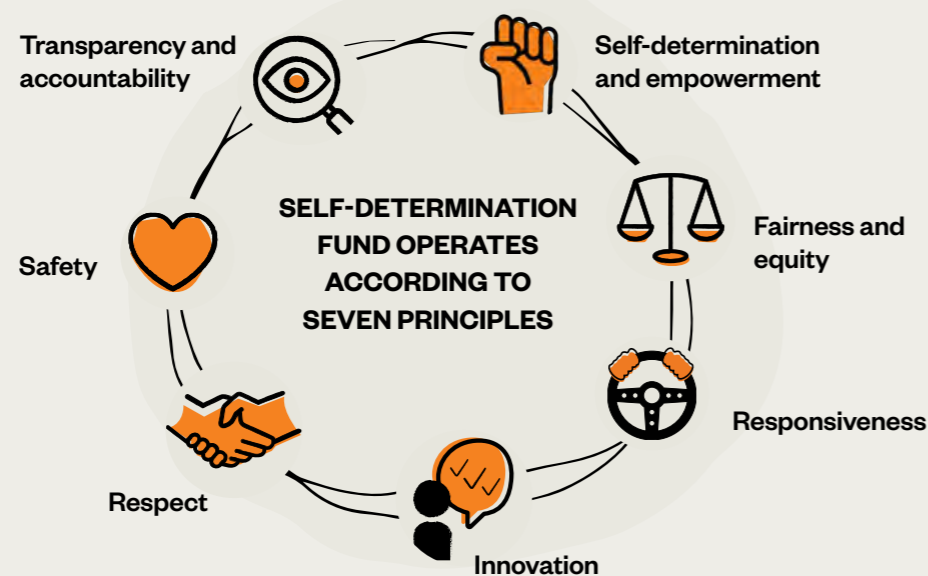 Transparency and
accountability
Self-determination
and empowerment
SELF-DETERMINATION
FUND OPERATES
ACCORDING TO
SEVEN PRINCIPLES
Fairness and
equity
Safety
Responsiveness
Respect
Innovation